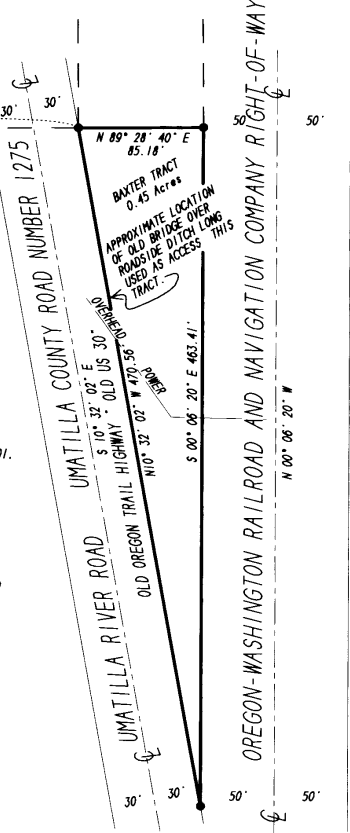 30'
30'
50'
50'
N 89° 28' 40" E
85.18'
BAXTER TRACT
0.45 Acres
APPROXIMATE LOCATION
OF OLD BRIDGE OVER
ROADSIDE DITCH LONG
USED AS ACCESS THIS
TRACT.
OVERHEAD
POWER
UMATILLA RIVER ROAD UMATILLA COUNTY ROAD NUMBER 1275
S 10° 32' 02" E
OLD OREGON TRAIL HIGHWAY " OLD US 30"
N10° 32' 02" W 470.56'
S 00° 06' 20" E 463.41'
OREGON-WASHINGTON RAILROAD AND NAVIGATION COMPANY RIGHT-OF-WAY
N 00° 06' 20" W
01.
30'
30'
50'
50'